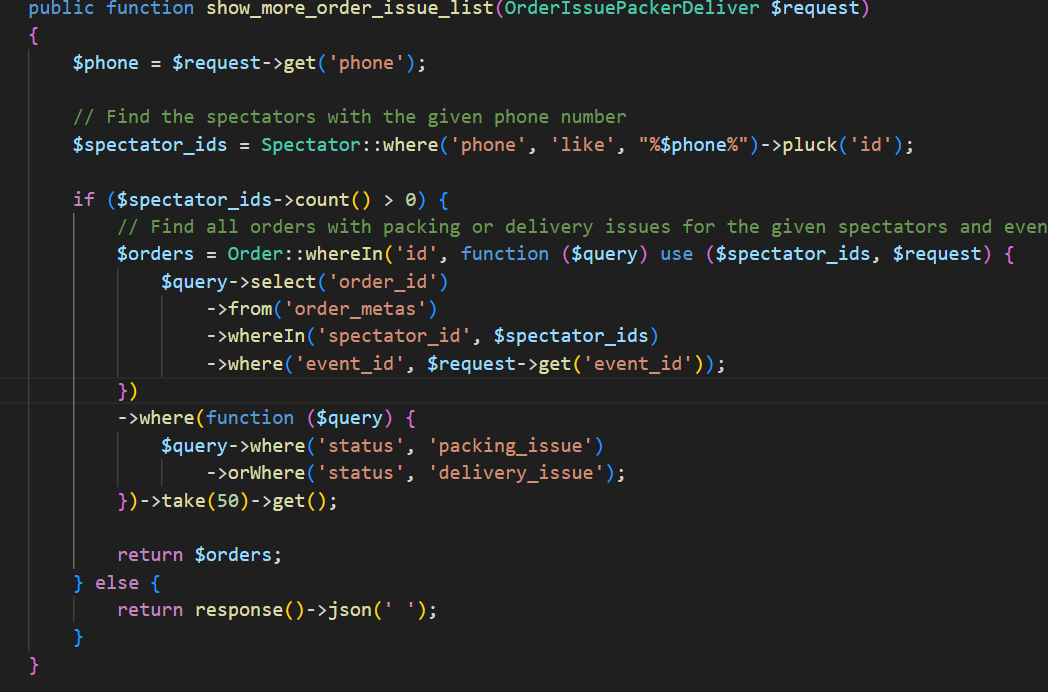 public function show_more_order_issue_list(OrderIssuePackerDeliver $request)
{
    $phone = $request->get('phone');

    // Find the spectators with the given phone number
    $spectator_ids = Spectator::where('phone', 'like', "%$phone%")->pluck('id');

    if ($spectator_ids->count() > 0) {
        // Find all orders with packing or delivery issues for the given spectators and even
        $orders = Order::whereIn('id', function ($query) use ($spectator_ids, $request) {
            $query->select('order_id')
                ->from('order_metas')
                ->whereIn('spectator_id', $spectator_ids)
                ->where('event_id', $request->get('event_id'));
        })
        ->where(function ($query) {
            $query->where('status', 'packing_issue')
                ->orWhere('status', 'delivery_issue');
        })->take(50)->get();

        return $orders;
    } else {
        return response()->json(' ');
    }
}